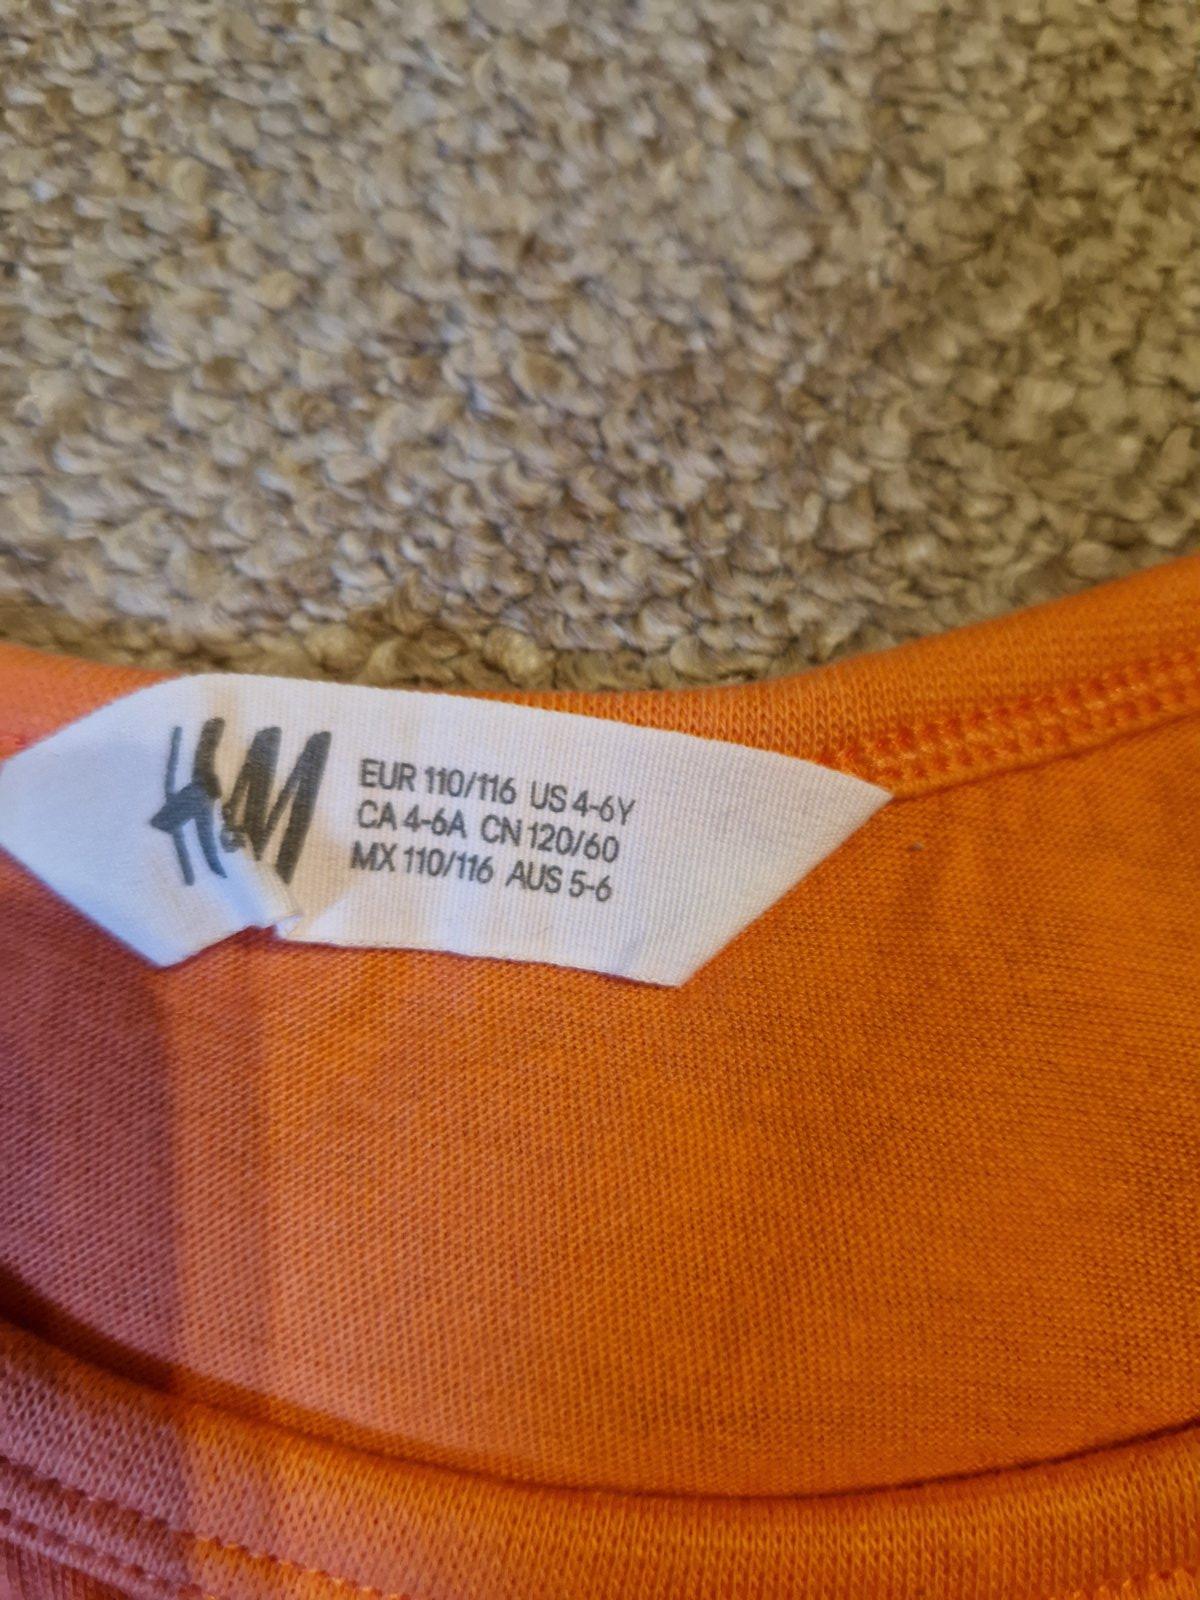 H&M
EUR 110/116 US 4-6Y
CA 4-6A CN 120/60
MX 110/116 AUS 5-6